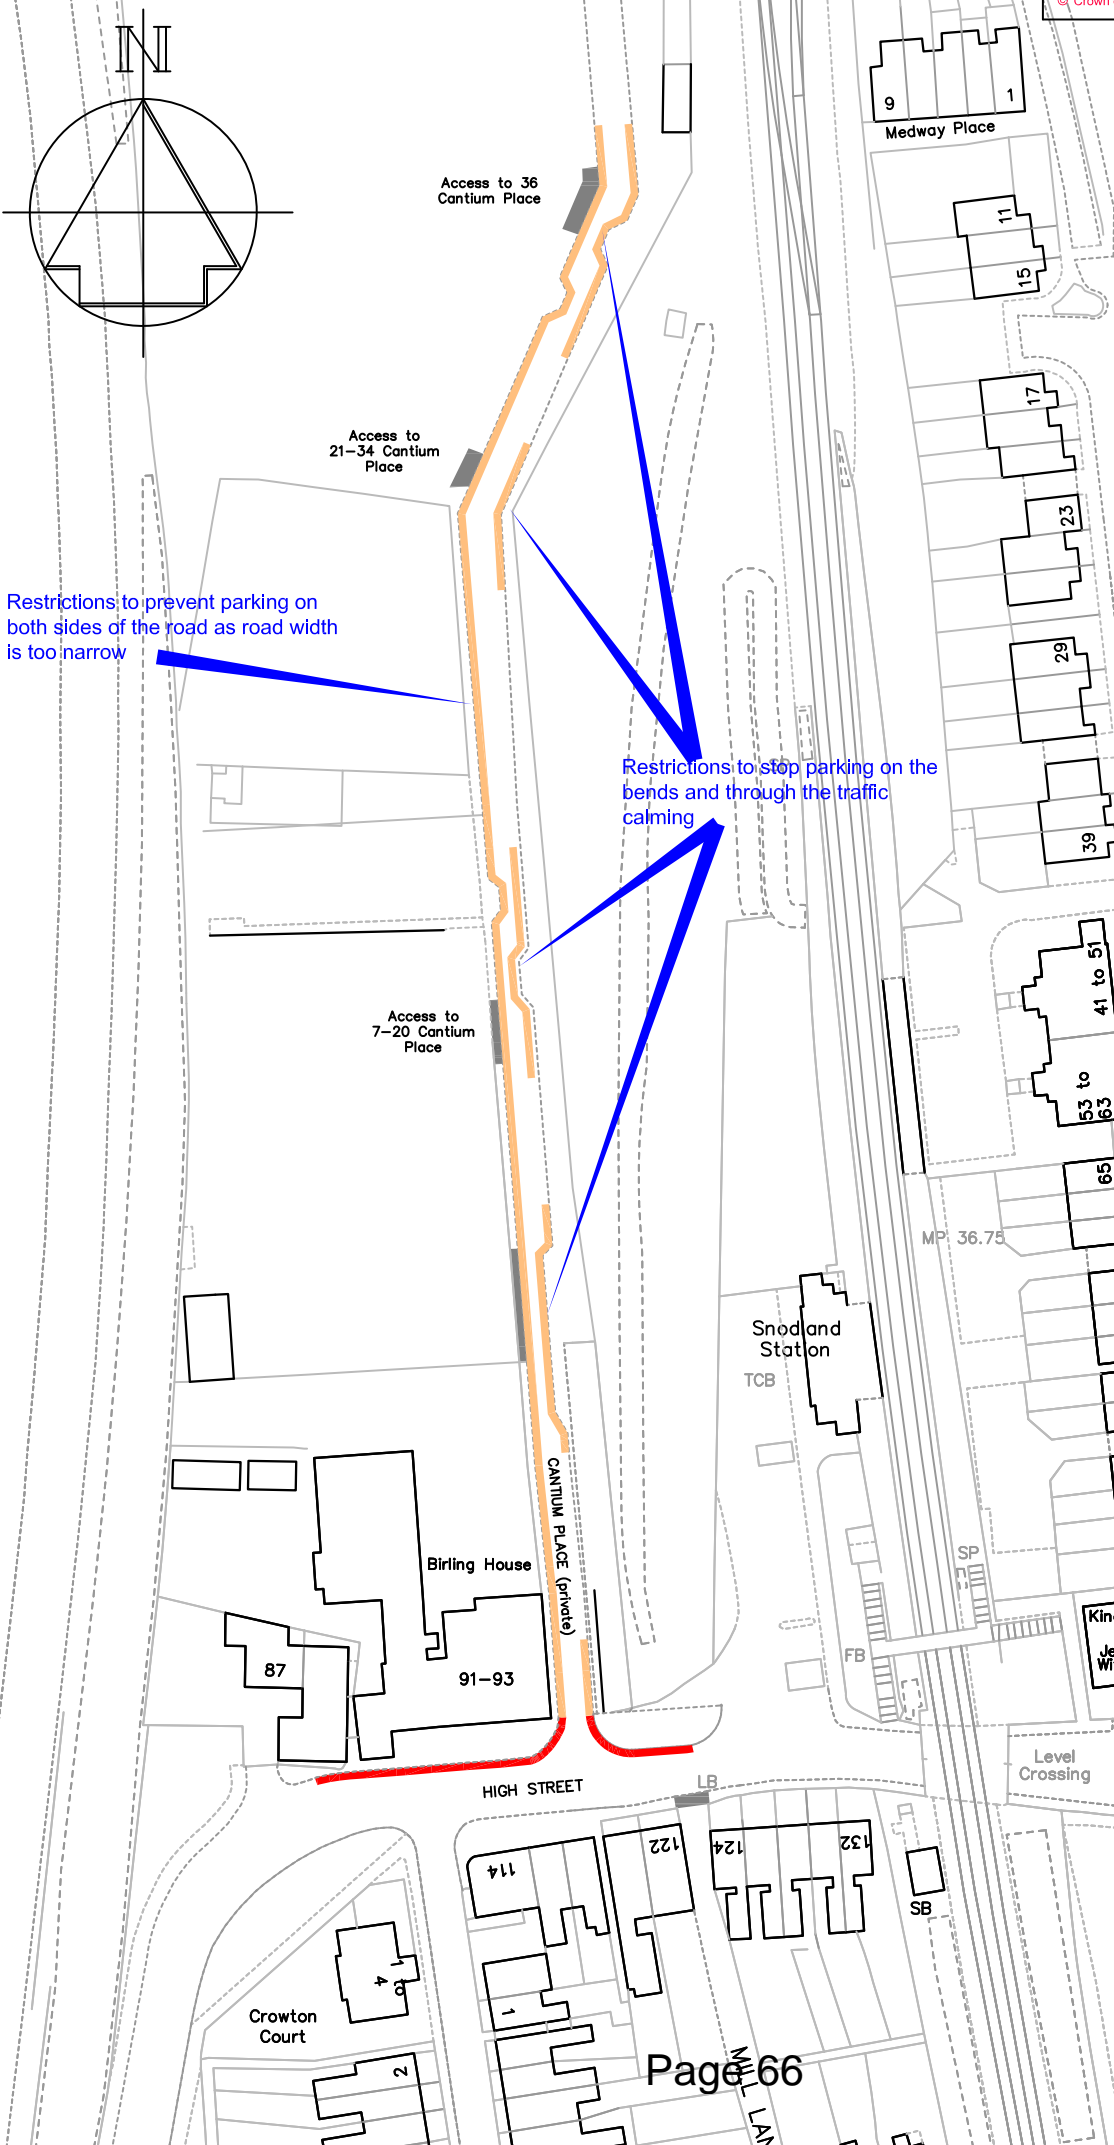 © Crown
N
9
1
Medway Place
Access to 36
Cantium Place
11
15
17
Access to
21-34 Cantium
Place
23
Restrictions to prevent parking on
both sides of the road as road width
is too narrow
29
Restrictions to stop parking on the
bends and through the traffic
calming
39
41 to 51
Access to
7-20 Cantium
Place
53 to
63
65
MP 36.75
Snodland
Station
TCB
CANTIUM PLACE (private)
Birling House
SP
87
91-93
FB
Level
Crossing
HIGH STREET
LB
114
122
124
132
SB
1 to
4
1
Crowton
Court
2
Page 66